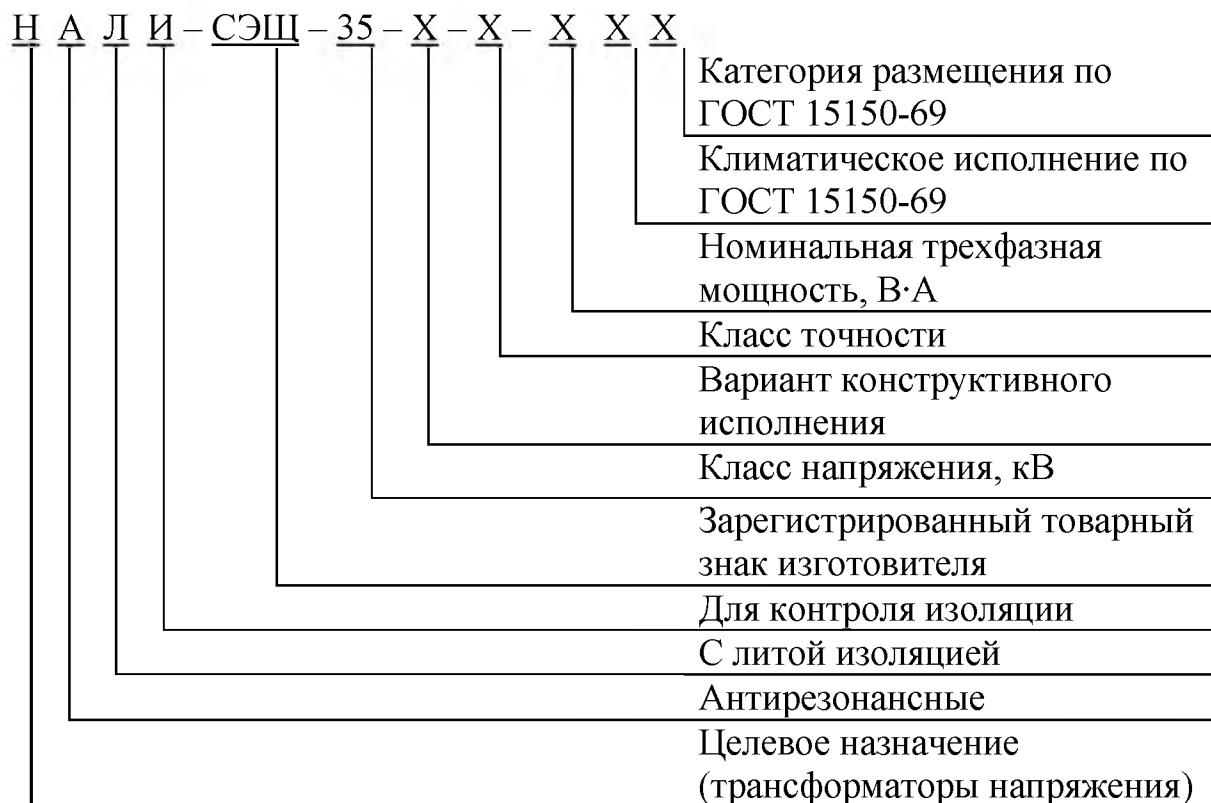 Н А Л И – СЭЩ – 35 – Х – Х – Х Х Х
Категория размещения по
ГОСТ 15150-69
Климатическое исполнение по
ГОСТ 15150-69
Номинальная трехфазная
мощность, В·А
Класс точности
Вариант конструктивного
исполнения
Класс напряжения, кВ
Зарегистрированный товарный
знак изготовителя
Для контроля изоляции
С литой изоляцией
Антирезонансные
Целевое назначение
(трансформаторы напряжения)